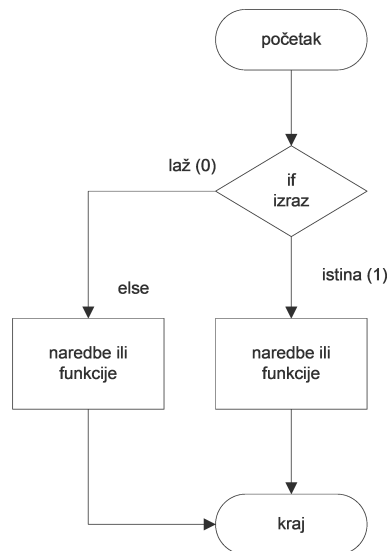 početak
laž (0)
if
izraz
istina (1)
else
naredbe ili
funkcije
naredbe ili
funkcije
kraj